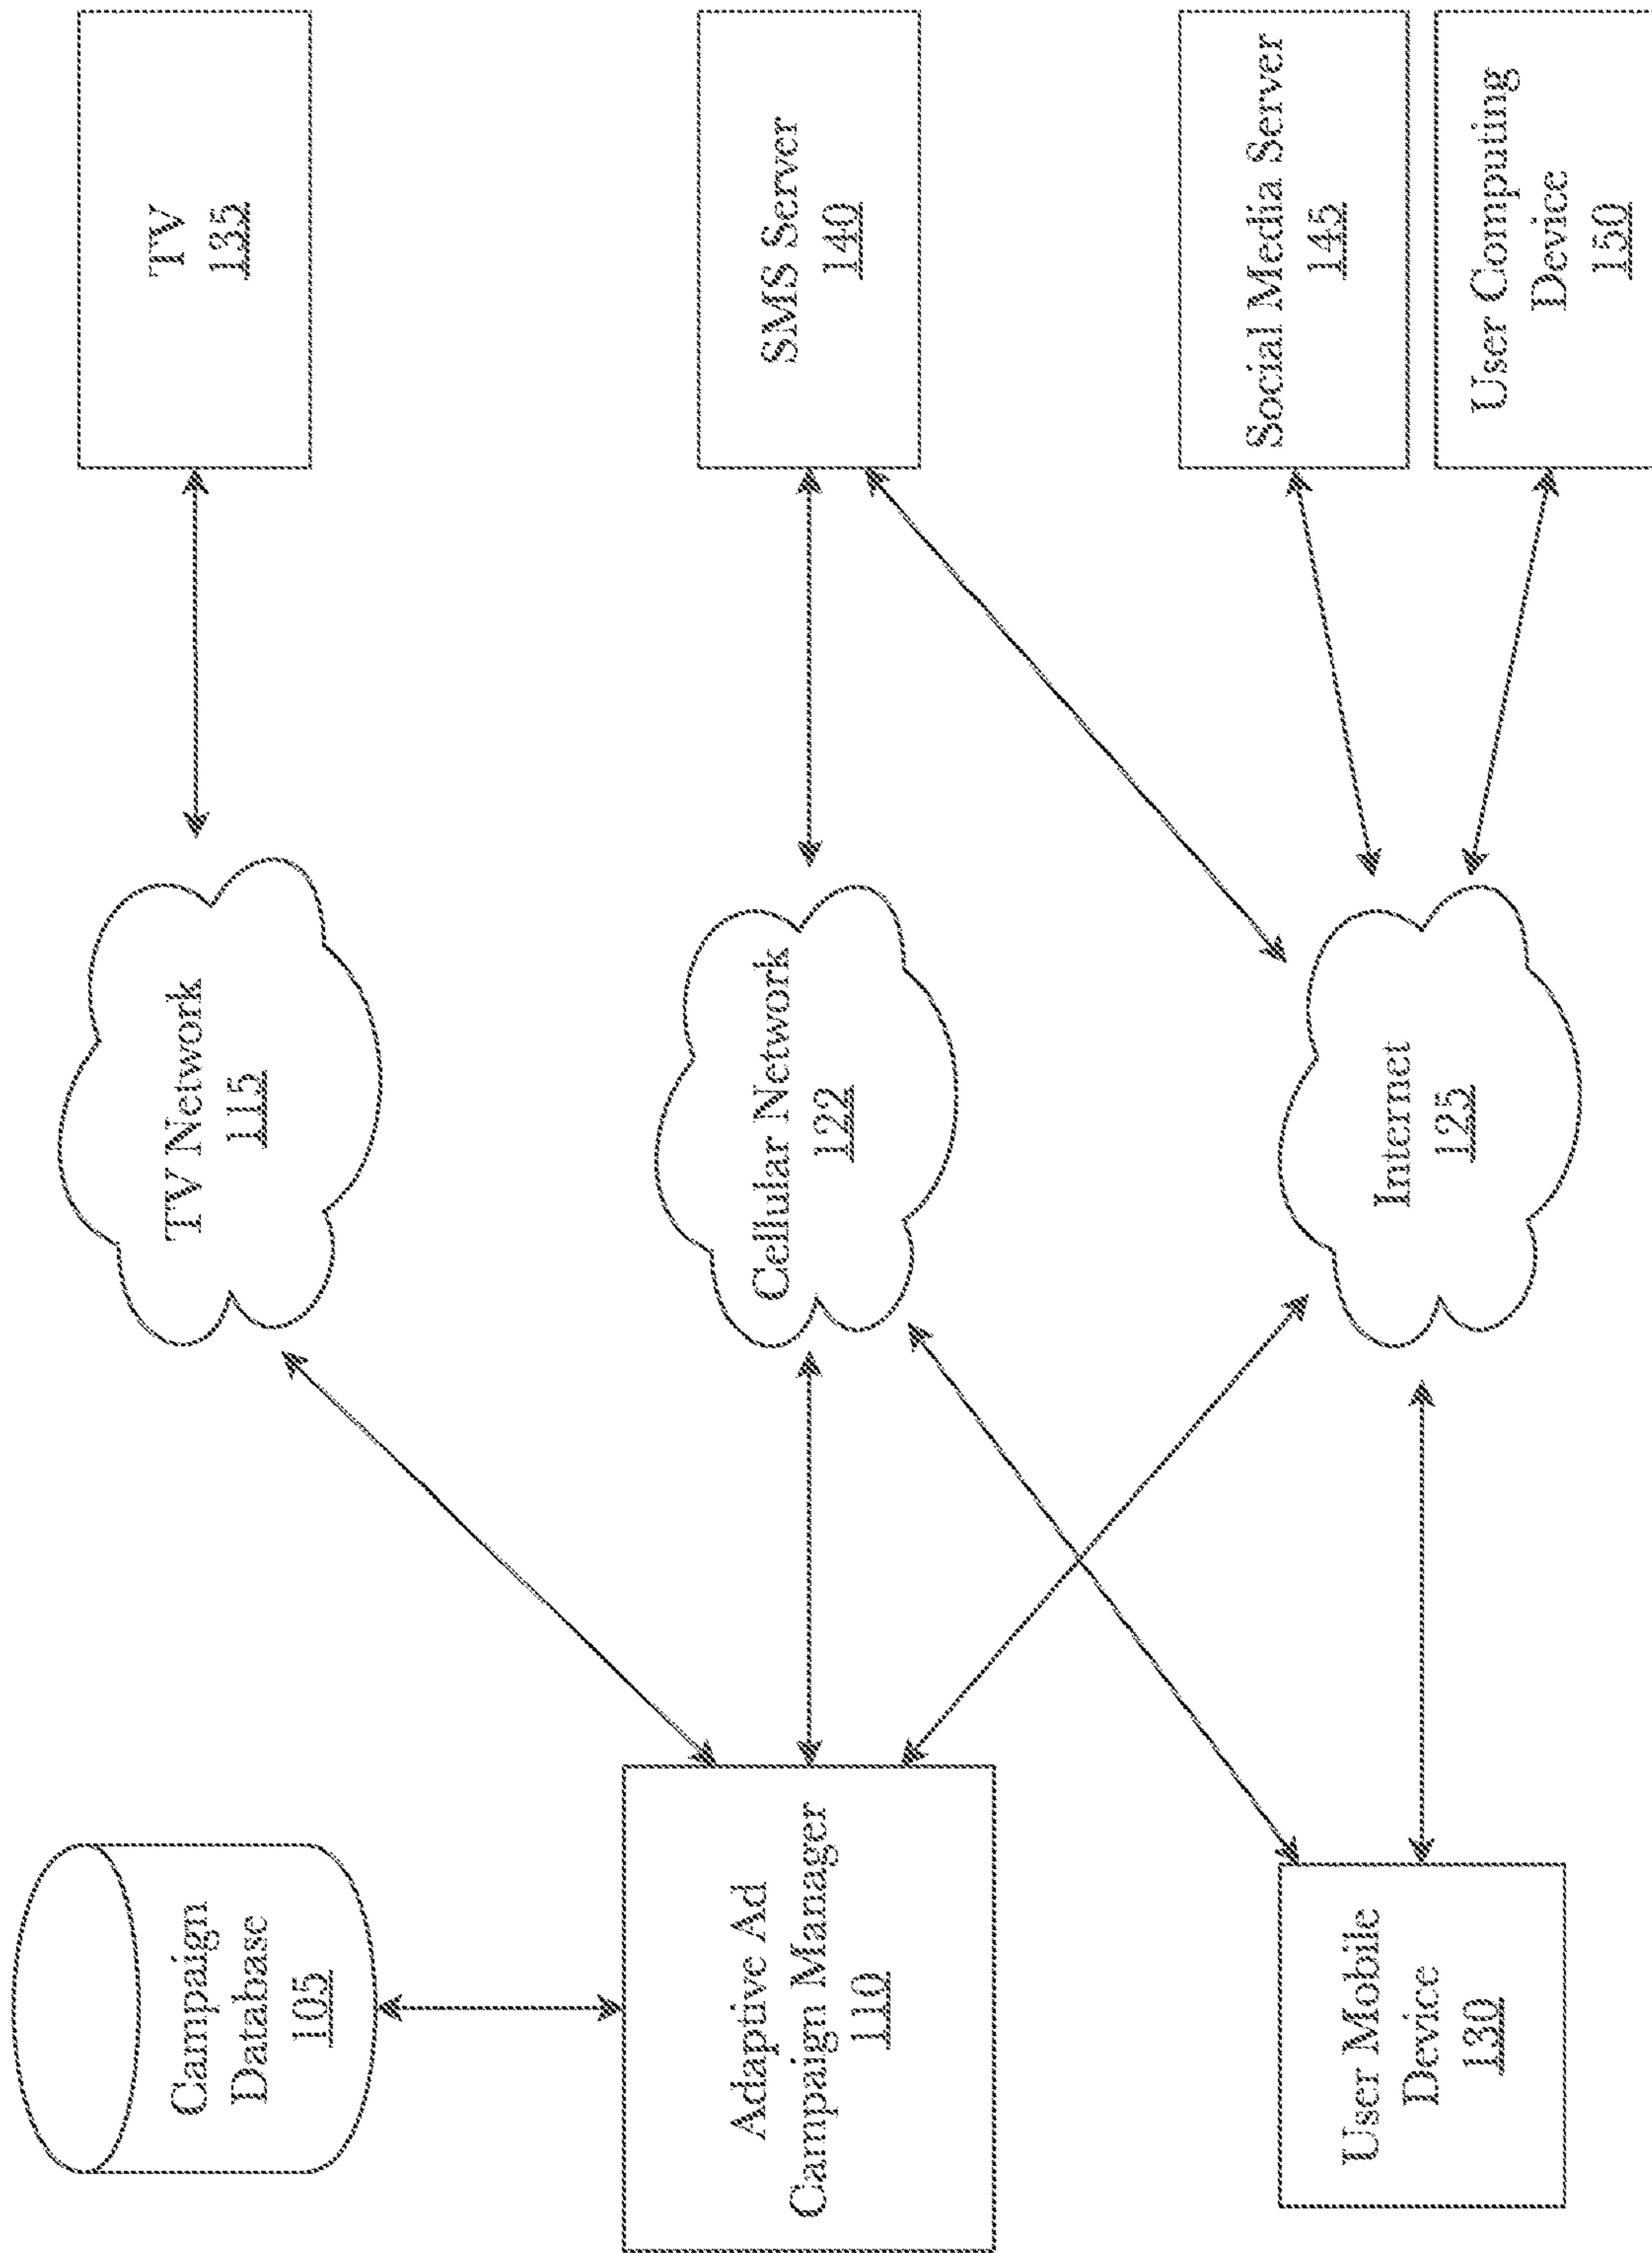 Campaign
Database
105
Adaptive Ad
Campaign Manager
110
User Mobile
Device
130
TV Network
115
Cellular Network
122
Internet
125
TV
135
SMS Server
140
Social Media Server
145
User Computing
Device
150